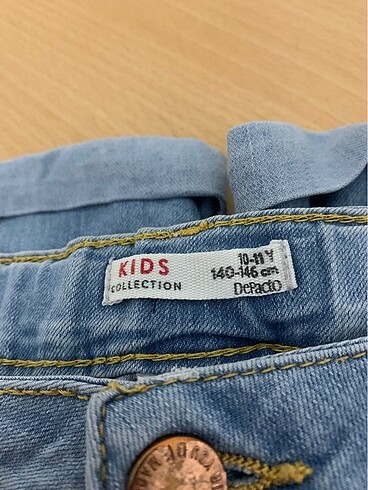 KIDS
COLLECTION
10-11 Y
140-146 cm
DeFacto